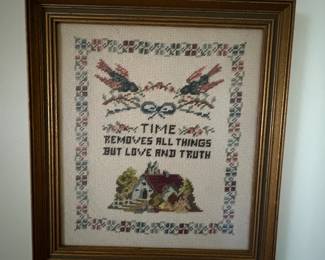 TIME
REMOVES ALL THINGS
BUT LOVE AND TRUTH